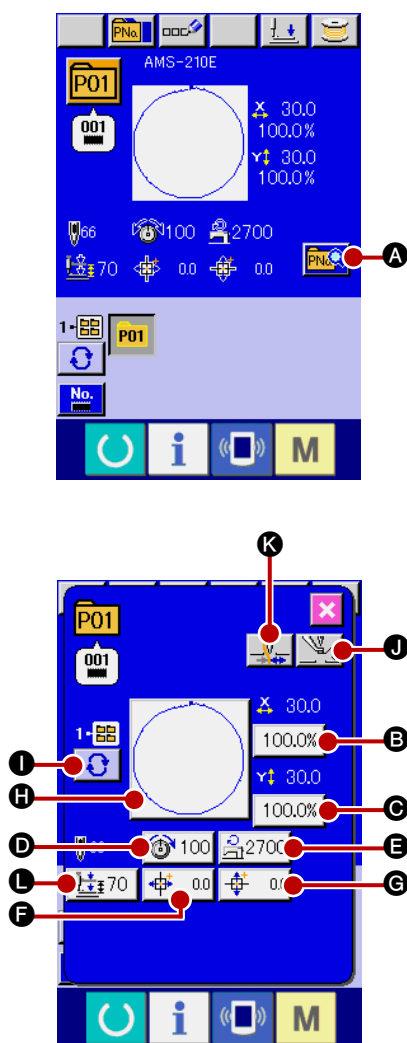 PNo.
AMS-210E
P01
001
X 30.0
100.0%
Y 30.0
100.0%
66 100 2700
70 0.0 0.0 PNo. A
1-
P01
No.
i M
K
P01
001
J
X 30.0
1- 100.0% B
I
Y 30.0
H 100.0% C
D 100 2700 E
L 70 0.0 0.0 G
F
i M